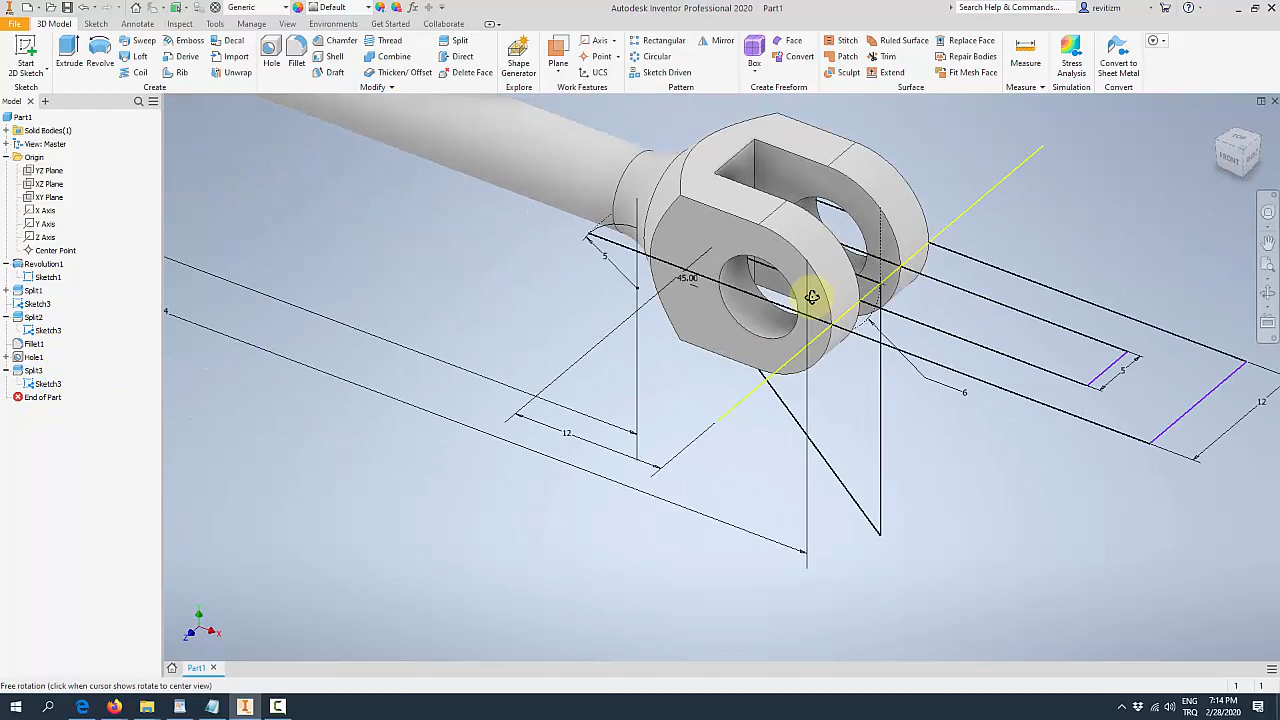 Generic
Default
Autodesk Inventor Professional 2020 Part1
Search Help & Commands...
revitizm
File
3D Model
Sketch
Annotate
Inspect
Tools
Manage
View
Environments
Get Started
Collaborate
Start
2D Sketch
Extrude
Revolve
Sweep
Emboss
Decal
Loft
Derive
Import
Coil
Rib
Unwrap
Hole
Fillet
Chamfer
Thread
Split
Shell
Combine
Direct
Draft
Thicken/ Offset
Delete Face
Shape
Generator
Plane
Axis
Point
UCS
Rectangular
Mirror
Circular
Sketch Driven
Box
Face
Convert
Stitch
Ruled Surface
Replace Face
Patch
Trim
Repair Bodies
Sculpt
Extend
Fit Mesh Face
Measure
Stress
Analysis
Convert to
Sheet Metal
Sketch
Create
Modify
Explore
Work Features
Pattern
Create Freeform
Surface
Measure
Simulation
Convert
Model
Part1
Solid Bodies(1)
View: Master
Origin
YZ Plane
XZ Plane
XY Plane
X Axis
Y Axis
Z Axis
Center Point
Revolution1
Sketch1
Split1
Sketch3
Split2
Sketch3
Fillet1
Hole1
Split3
Sketch3
End of Part
TOP
FRONT
5
45.00
4
12
6
5
12
Y
Z
X
Part1
Free rotation (click when cursor shows rotate to center view)
1
1
ENG
TRQ
7:14 PM
2/28/2020